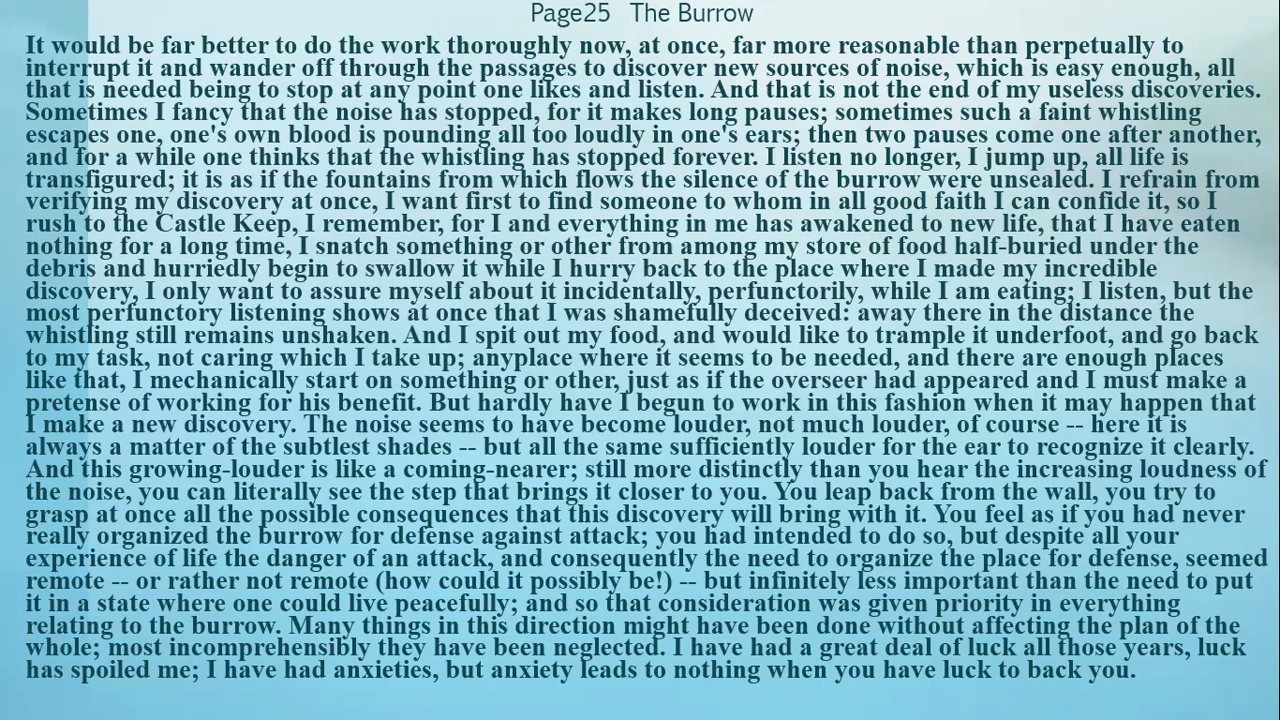 Page25 The Burrow
It would be far better to do the work thoroughly now, at once, far more reasonable than perpetually to
interrupt it and wander off through the passages to discover new sources of noise, which is easy enough, all
that is needed being to stop at any point one likes and listen. And that is not the end of my useless discoveries.
Sometimes I fancy that the noise has stopped, for it makes long pauses; sometimes such a faint whistling
escapes one, one's own blood is pounding all too loudly in one's ears; then two pauses come one after another,
and for a while one thinks that the whistling has stopped forever. I listen no longer, I jump up, all life is
transfigured; it is as if the fountains from which flows the silence of the burrow were unsealed. I refrain from
verifying my discovery at once, I want first to find someone to whom in all good faith I can confide it, so I
rush to the Castle Keep, I remember, for I and everything in me has awakened to new life, that I have eaten
nothing for a long time, I snatch something or other from among my store of food half-buried under the
debris and hurriedly begin to swallow it while I hurry back to the place where I made my incredible
discovery, I only want to assure myself about it incidentally, perfunctorily, while I am eating; I listen, but the
most perfunctory listening shows at once that I was shamefully deceived: away there in the distance the
whistling still remains unshaken. And I spit out my food, and would like to trample it underfoot, and go back
to my task, not caring which I take up; anyplace where it seems to be needed, and there are enough places
like that, I mechanically start on something or other, just as if the overseer had appeared and I must make a
pretense of working for his benefit. But hardly have I begun to work in this fashion when it may happen that
I make a new discovery. The noise seems to have become louder, not much louder, of course -- here it is
always a matter of the subtlest shades -- but all the same sufficiently louder for the ear to recognize it clearly.
And this growing-louder is like a coming-nearer; still more distinctly than you hear the increasing loudness of
the noise, you can literally see the step that brings it closer to you. You leap back from the wall, you try to
grasp at once all the possible consequences that this discovery will bring with it. You feel as if you had never
really organized the burrow for defense against attack; you had intended to do so, but despite all your
experience of life the danger of an attack, and consequently the need to organize the place for defense, seemed
remote -- or rather not remote (how could it possibly be!) -- but infinitely less important than the need to put
it in a state where one could live peacefully; and so that consideration was given priority in everything
relating to the burrow. Many things in this direction might have been done without affecting the plan of the
whole; most incomprehensibly they have been neglected. I have had a great deal of luck all those years, luck
has spoiled me; I have had anxieties, but anxiety leads to nothing when you have luck to back you.